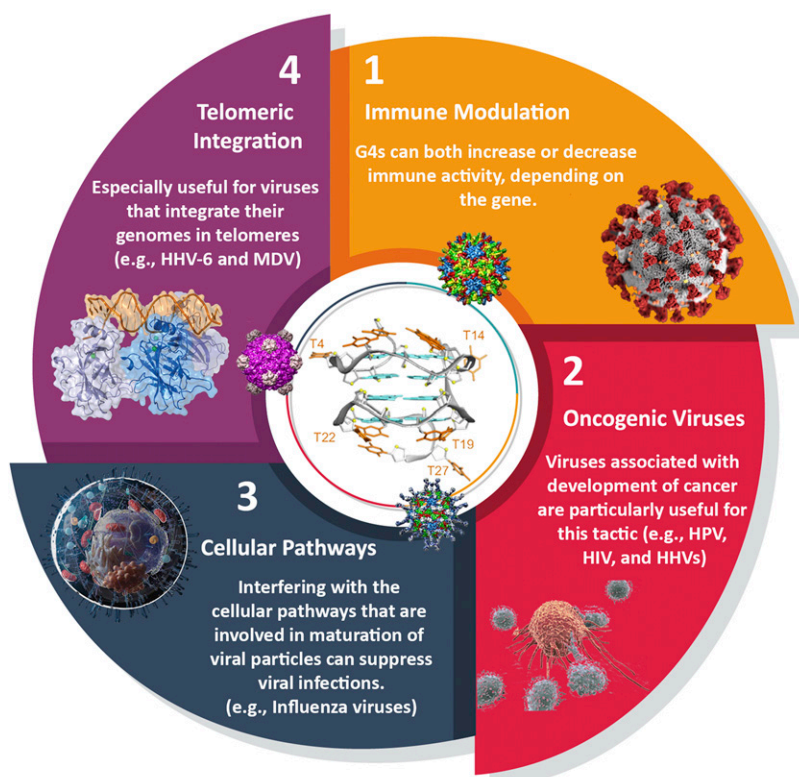 4
Telomeric
Integration
Especially useful for viruses
that integrate their
genomes in telomeres
(e.g., HHV-6 and MDV)
1
Immune Modulation
G4s can both increase or decrease
immune activity, depending on
the gene.
2
Oncogenic Viruses
Viruses associated with
development of cancer
are particularly useful for
this tactic (e.g., HPV,
HIV, and HHVs)
3
Cellular Pathways
Interfering with the
cellular pathways that are
involved in maturation of
viral particles can suppress
viral infections.
(e.g., Influenza viruses)
T4
T14
T22
T19
T27